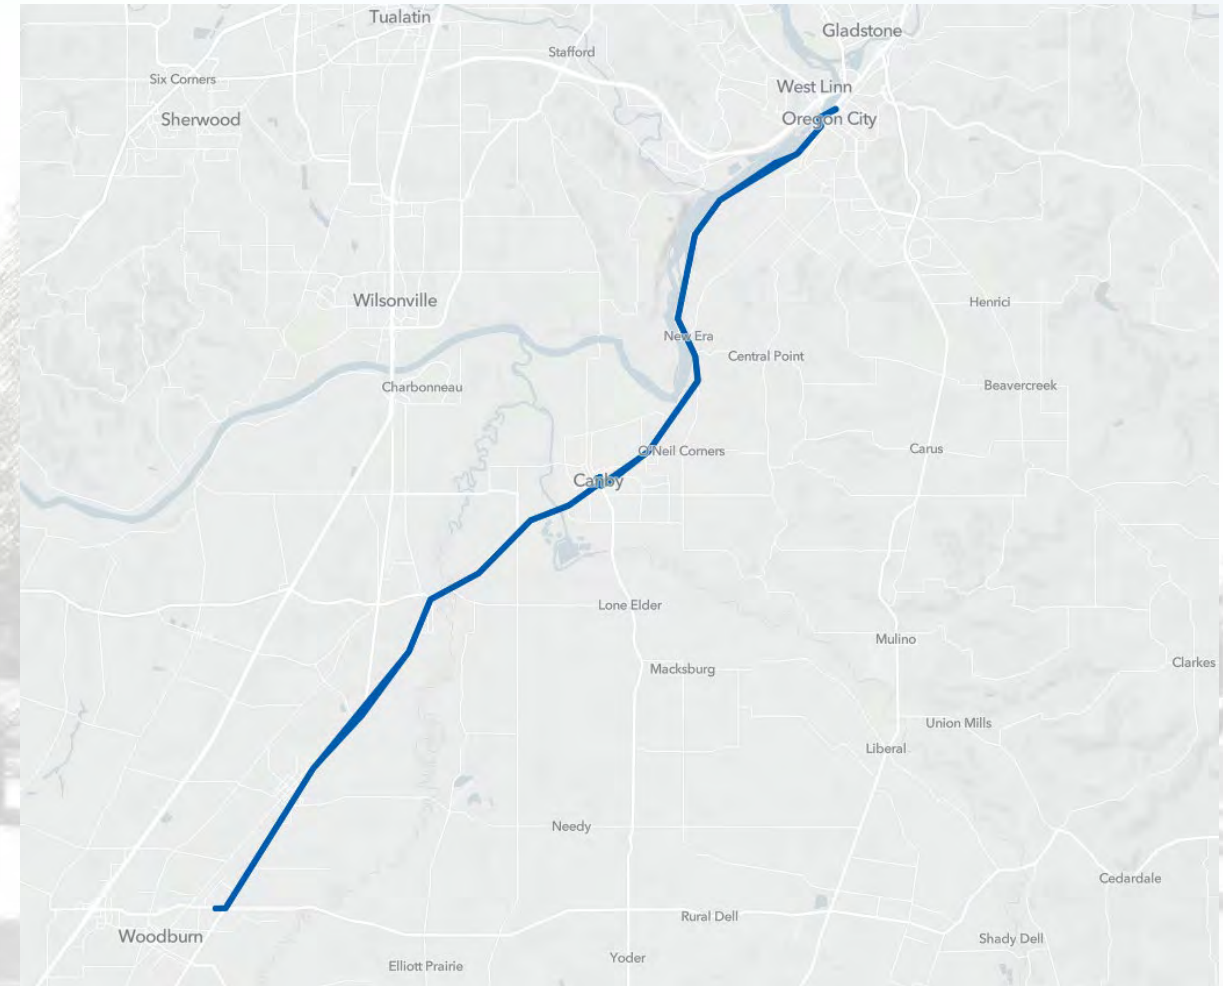 Tualatin
Gladstone
Stafford
Six Corners
West Linn
Sherwood
Oregon City
Wilsonville
Henrici
New Era
Central Point
Charbonneau
Beavercreek
O'Neil Corners
Carus
Canby
Lone Elder
Mulino
Macksburg
Clarkes
Union Mills
Liberal
Needy
Cedardale
Rural Dell
Woodburn
Shady Dell
Yoder
Elliott Prairie